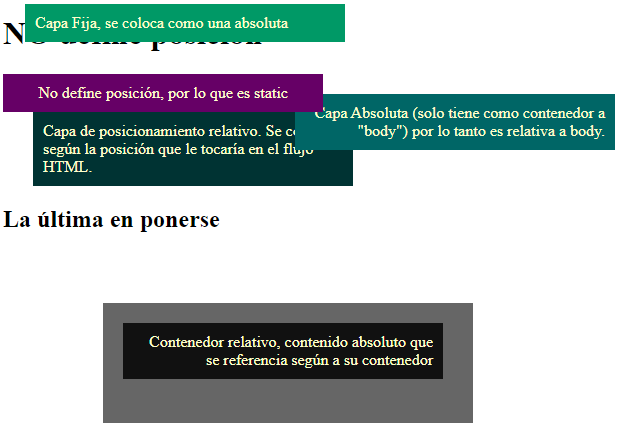 Capa Fija, se coloca como una absoluta
NO define posición
No define posición, por lo que es static
Capa Absoluta (solo tiene como contenedor a
"body") por lo tanto es relativa a body.
Capa de posicionamiento relativo. Se
según la posición que le tocaría en el flujo
HTML.
La última en ponerse
Contenedor relativo, contenido absoluto que
se referencia según a su contenedor